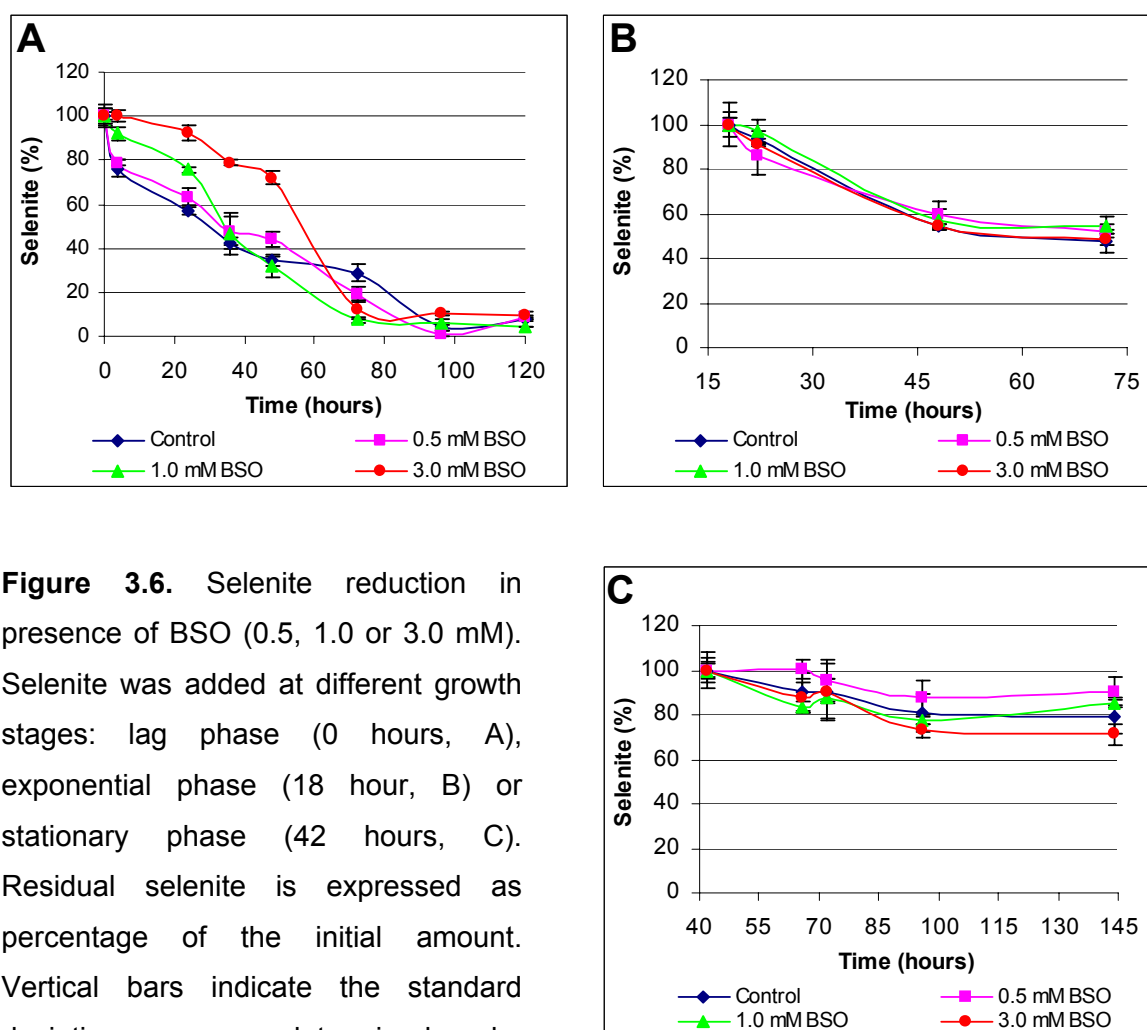 A
120
100
80
60
40
20
0
Selenite (%)
0 20 40 60 80 100 120
Time (hours)
Control 0.5 mM BSO
1.0 mM BSO 3.0 mM BSO
B
120
100
80
60
40
20
0
Selenite (%)
15 30 45 60 75
Time (hours)
Control 0.5 mM BSO
1.0 mM BSO 3.0 mM BSO
Figure 3.6. Selenite reduction in
presence of BSO (0.5, 1.0 or 3.0 mM).
Selenite was added at different growth
stages: lag phase (0 hours, A),
exponential phase (18 hour, B) or
stationary phase (42 hours, C).
Residual selenite is expressed as
percentage of the initial amount.
Vertical bars indicate the standard
C
120
100
80
60
40
20
0
Selenite (%)
40 55 70 85 100 115 130 145
Time (hours)
Control 0.5 mM BSO
1.0 mM BSO 3.0 mM BSO